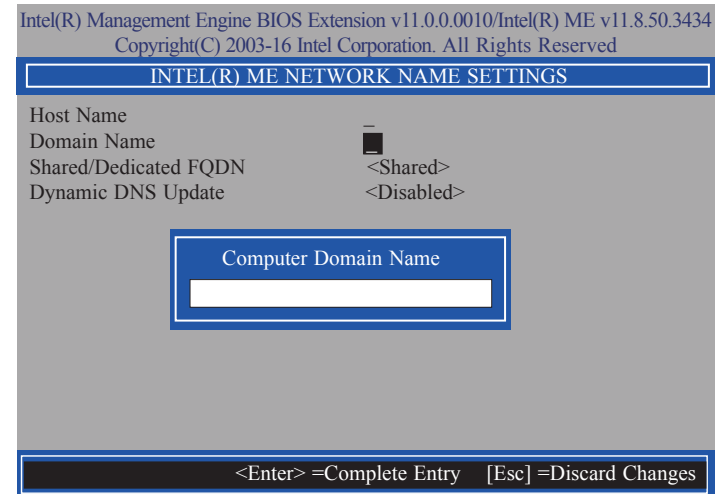 Intel(R) Management Engine BIOS Extension v11.0.0.0010/Intel(R) ME v11.8.50.3434
Copyright(C) 2003-16 Intel Corporation. All Rights Reserved
INTEL(R) ME NETWORK NAME SETTINGS
Host Name _
Domain Name _
Shared/Dedicated FQDN <Shared>
Dynamic DNS Update <Disabled>
Computer Domain Name
<Enter> =Complete Entry [Esc] =Discard Changes